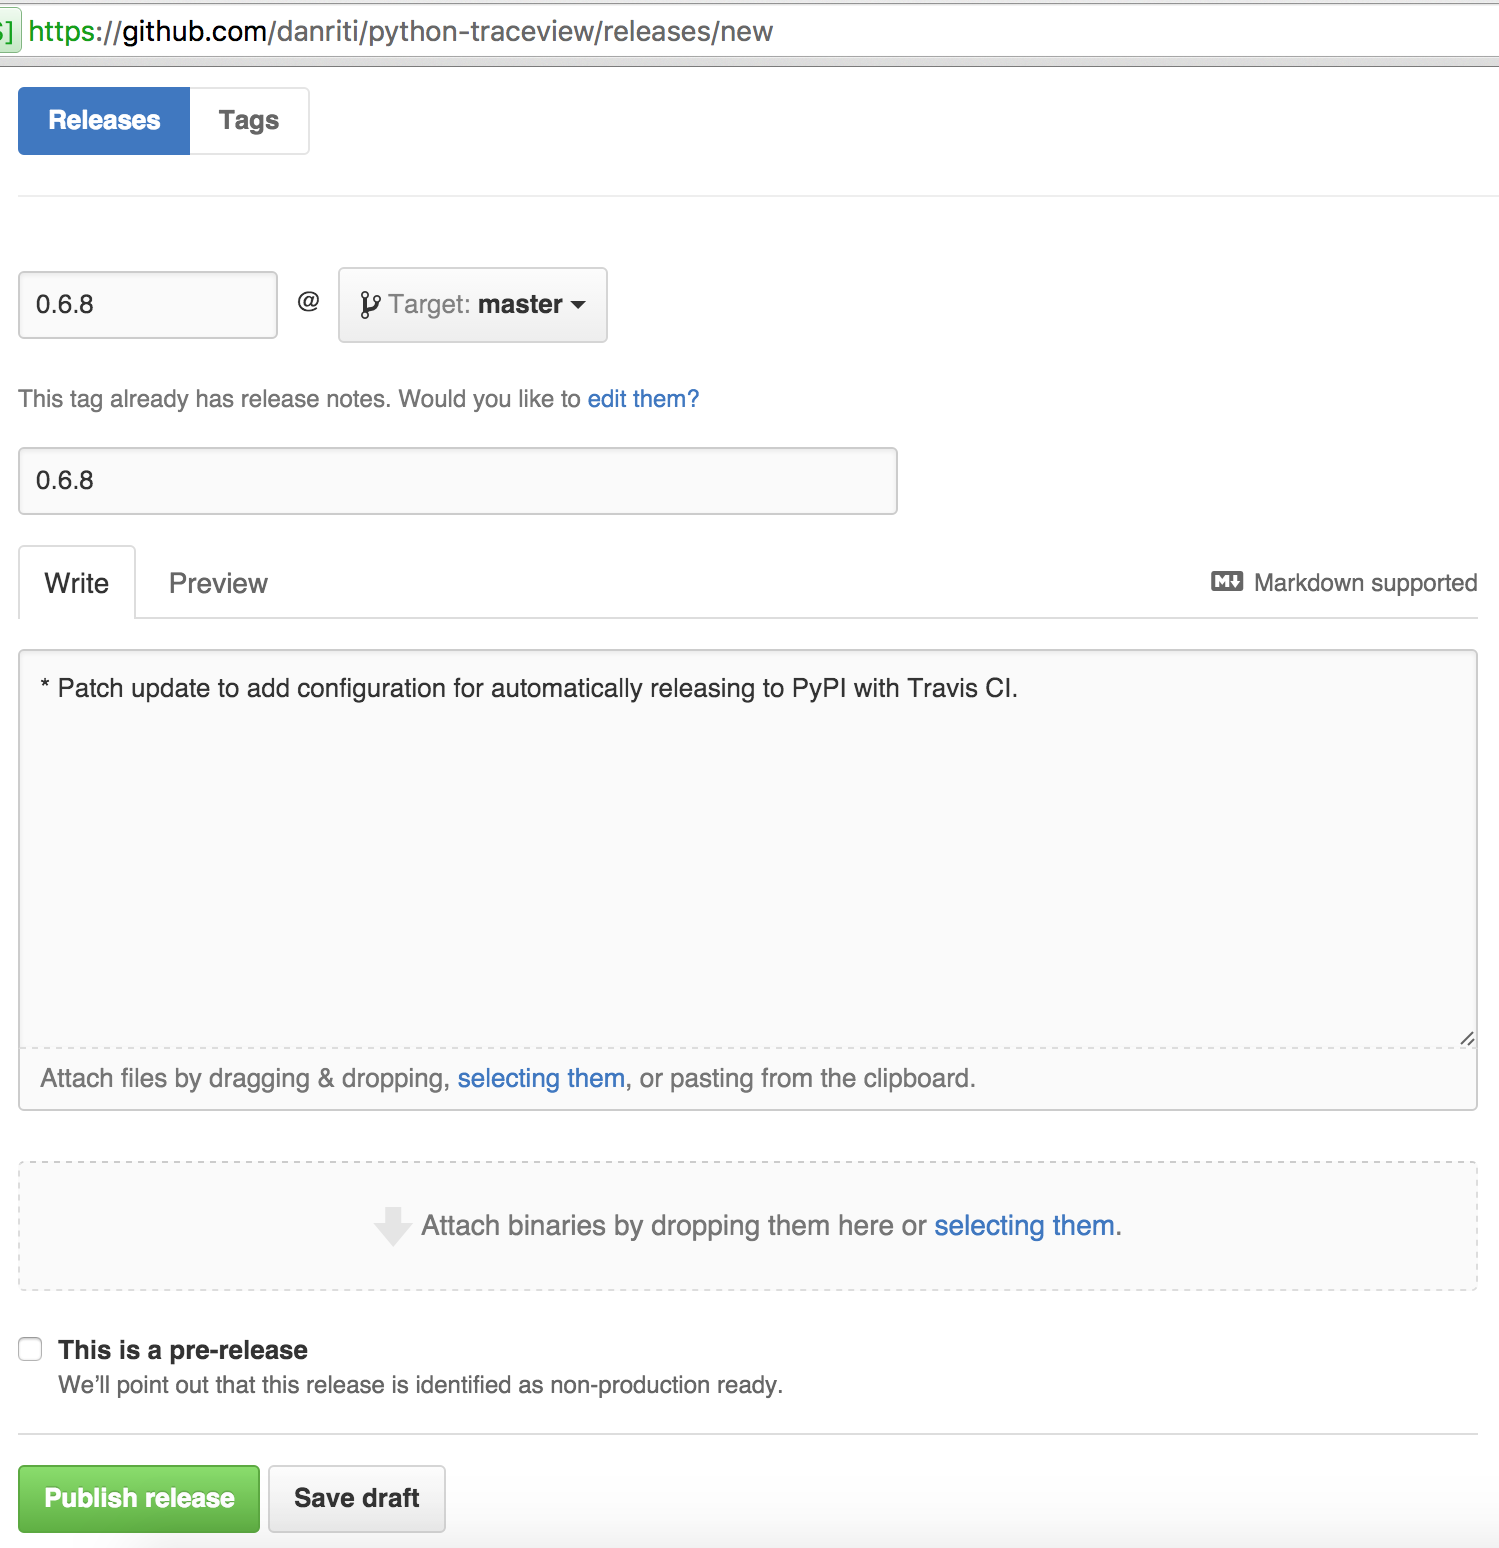 S] https://github.com/danriti/python-traceview/releases/new
Releases Tags
0.6.8 @ Target: master
This tag already has release notes. Would you like to edit them?
0.6.8
Write Preview M Markdown supported
* Patch update to add configuration for automatically releasing to PyPI with Travis CI.
Attach files by dragging & dropping, selecting them, or pasting from the clipboard.
Attach binaries by dropping them here or selecting them.
This is a pre-release
We’ll point out that this release is identified as non-production ready.
Publish release Save draft